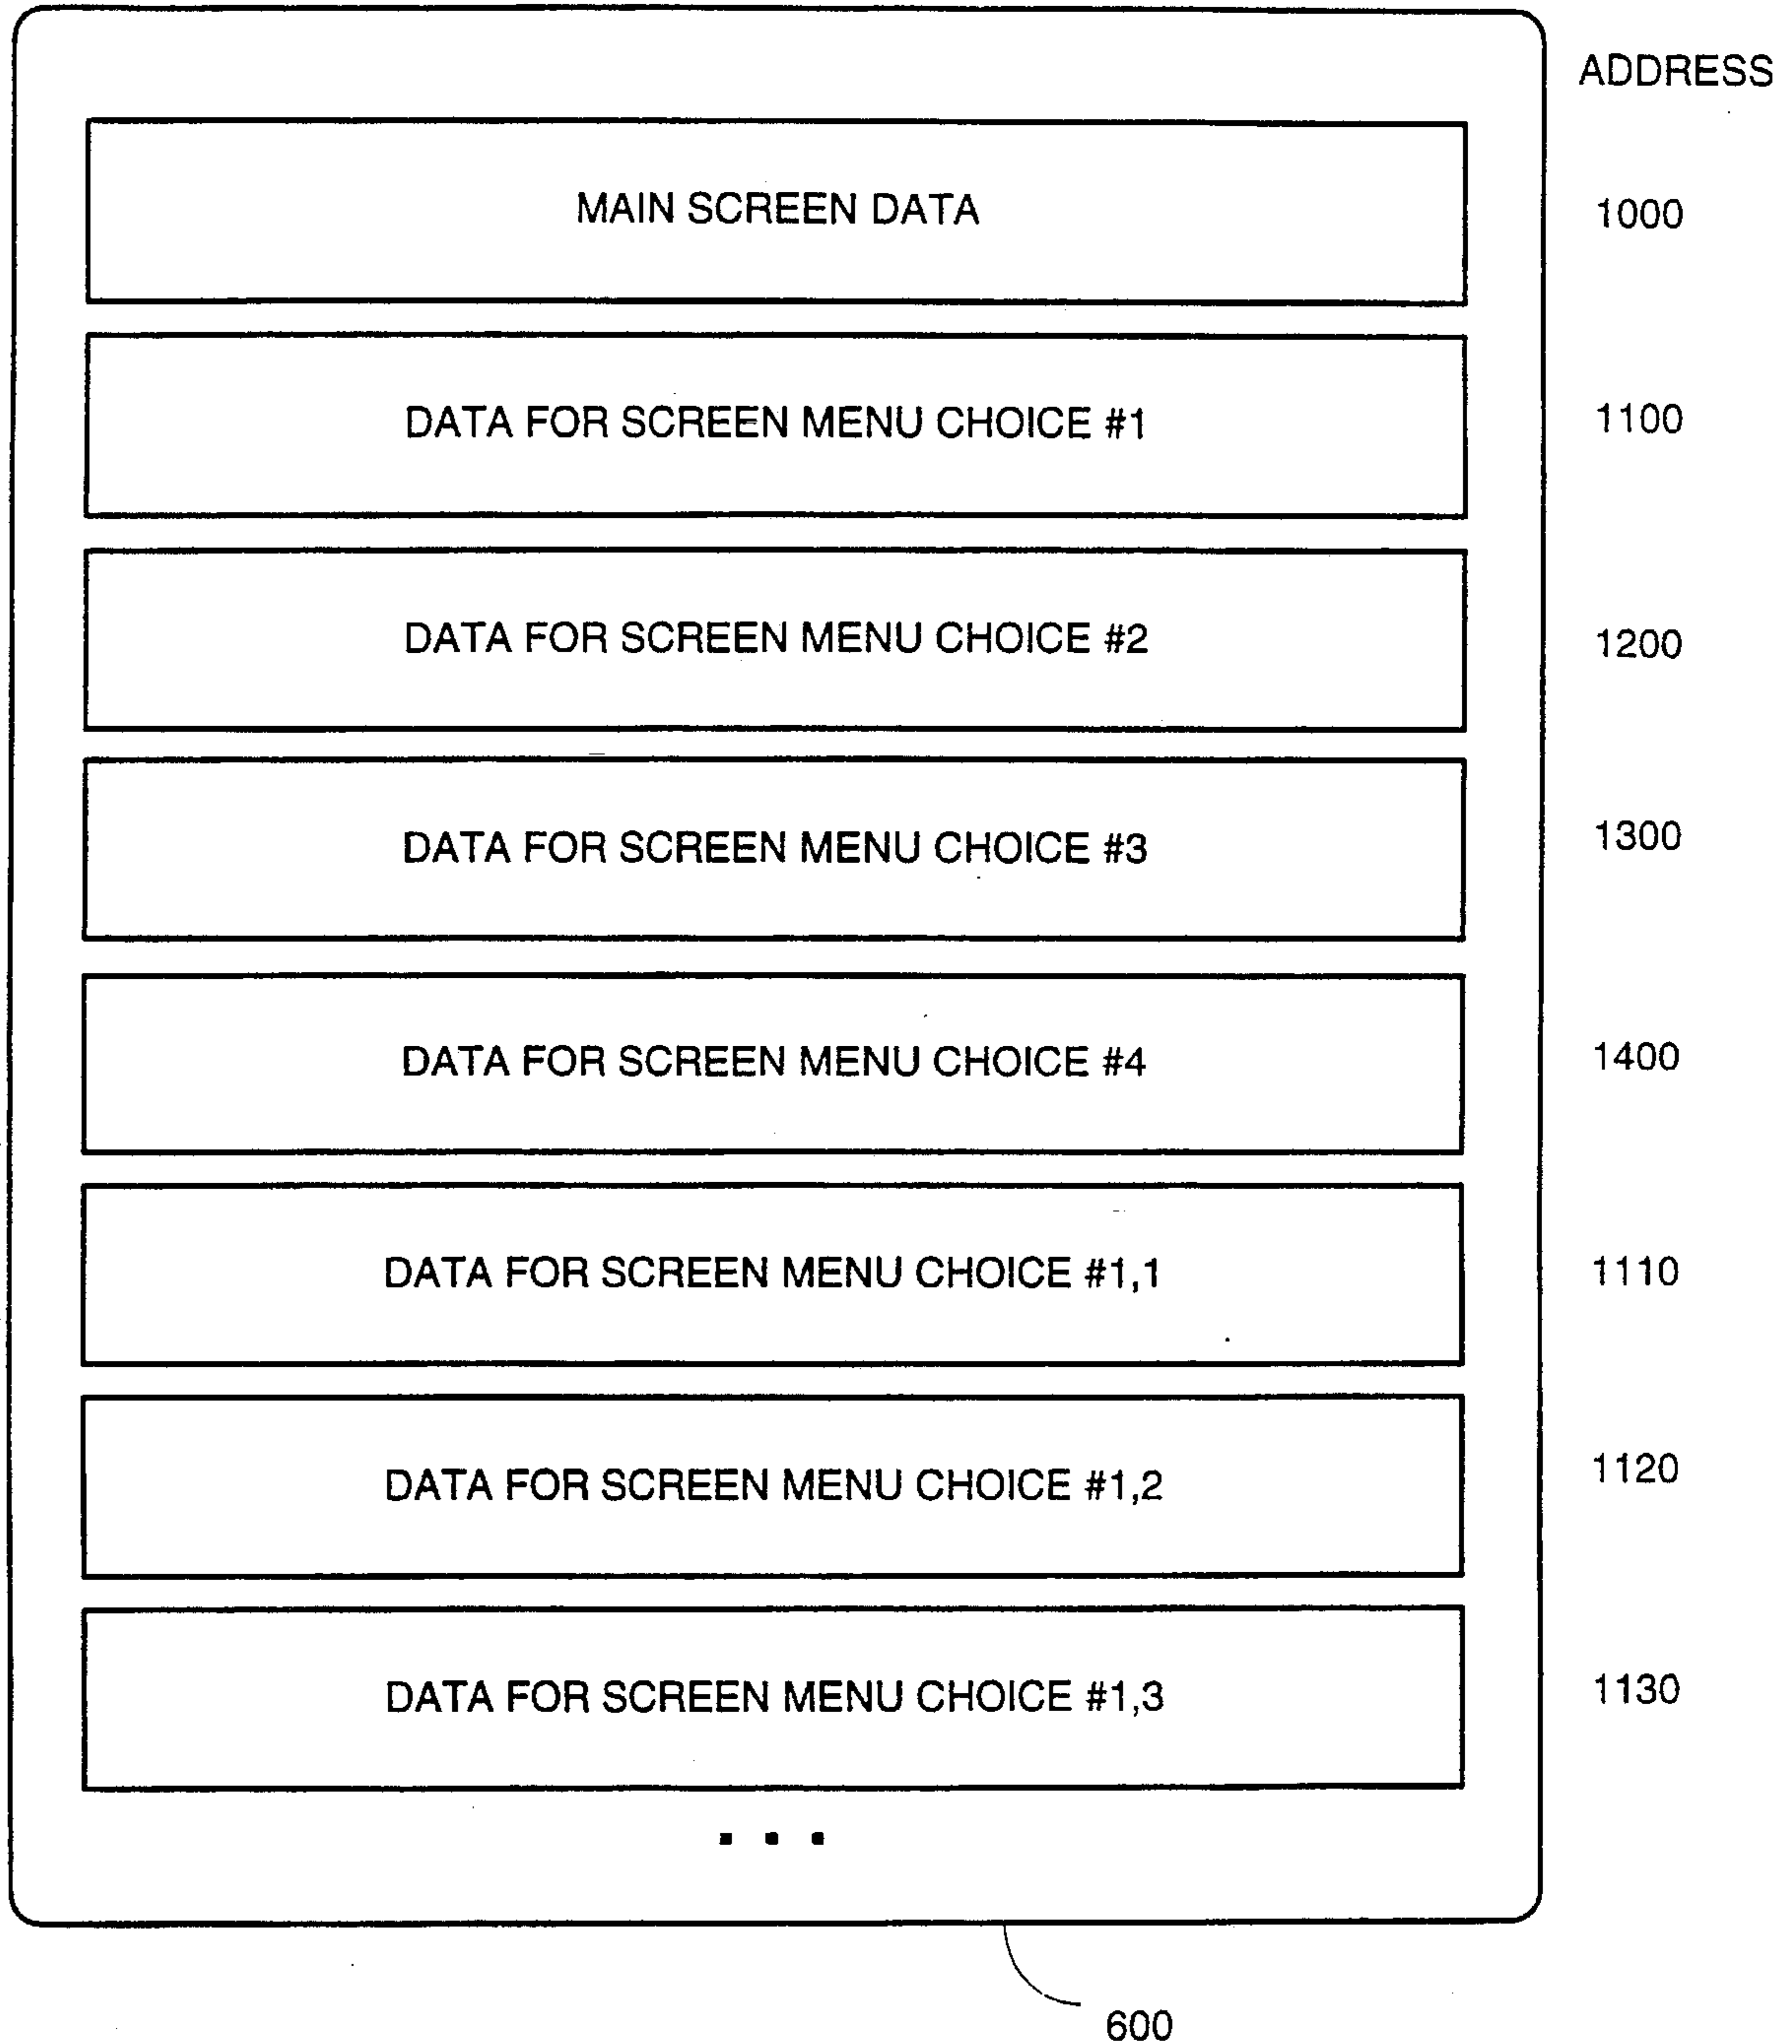 ADDRESS
MAIN SCREEN DATA 1000
DATA FOR SCREEN MENU CHOICE #1 1100
DATA FOR SCREEN MENU CHOICE #2 1200
DATA FOR SCREEN MENU CHOICE #3 1300
DATA FOR SCREEN MENU CHOICE #4 1400
DATA FOR SCREEN MENU CHOICE #1,1 1110
DATA FOR SCREEN MENU CHOICE #1,2 1120
DATA FOR SCREEN MENU CHOICE #1,3 1130
. . .
600